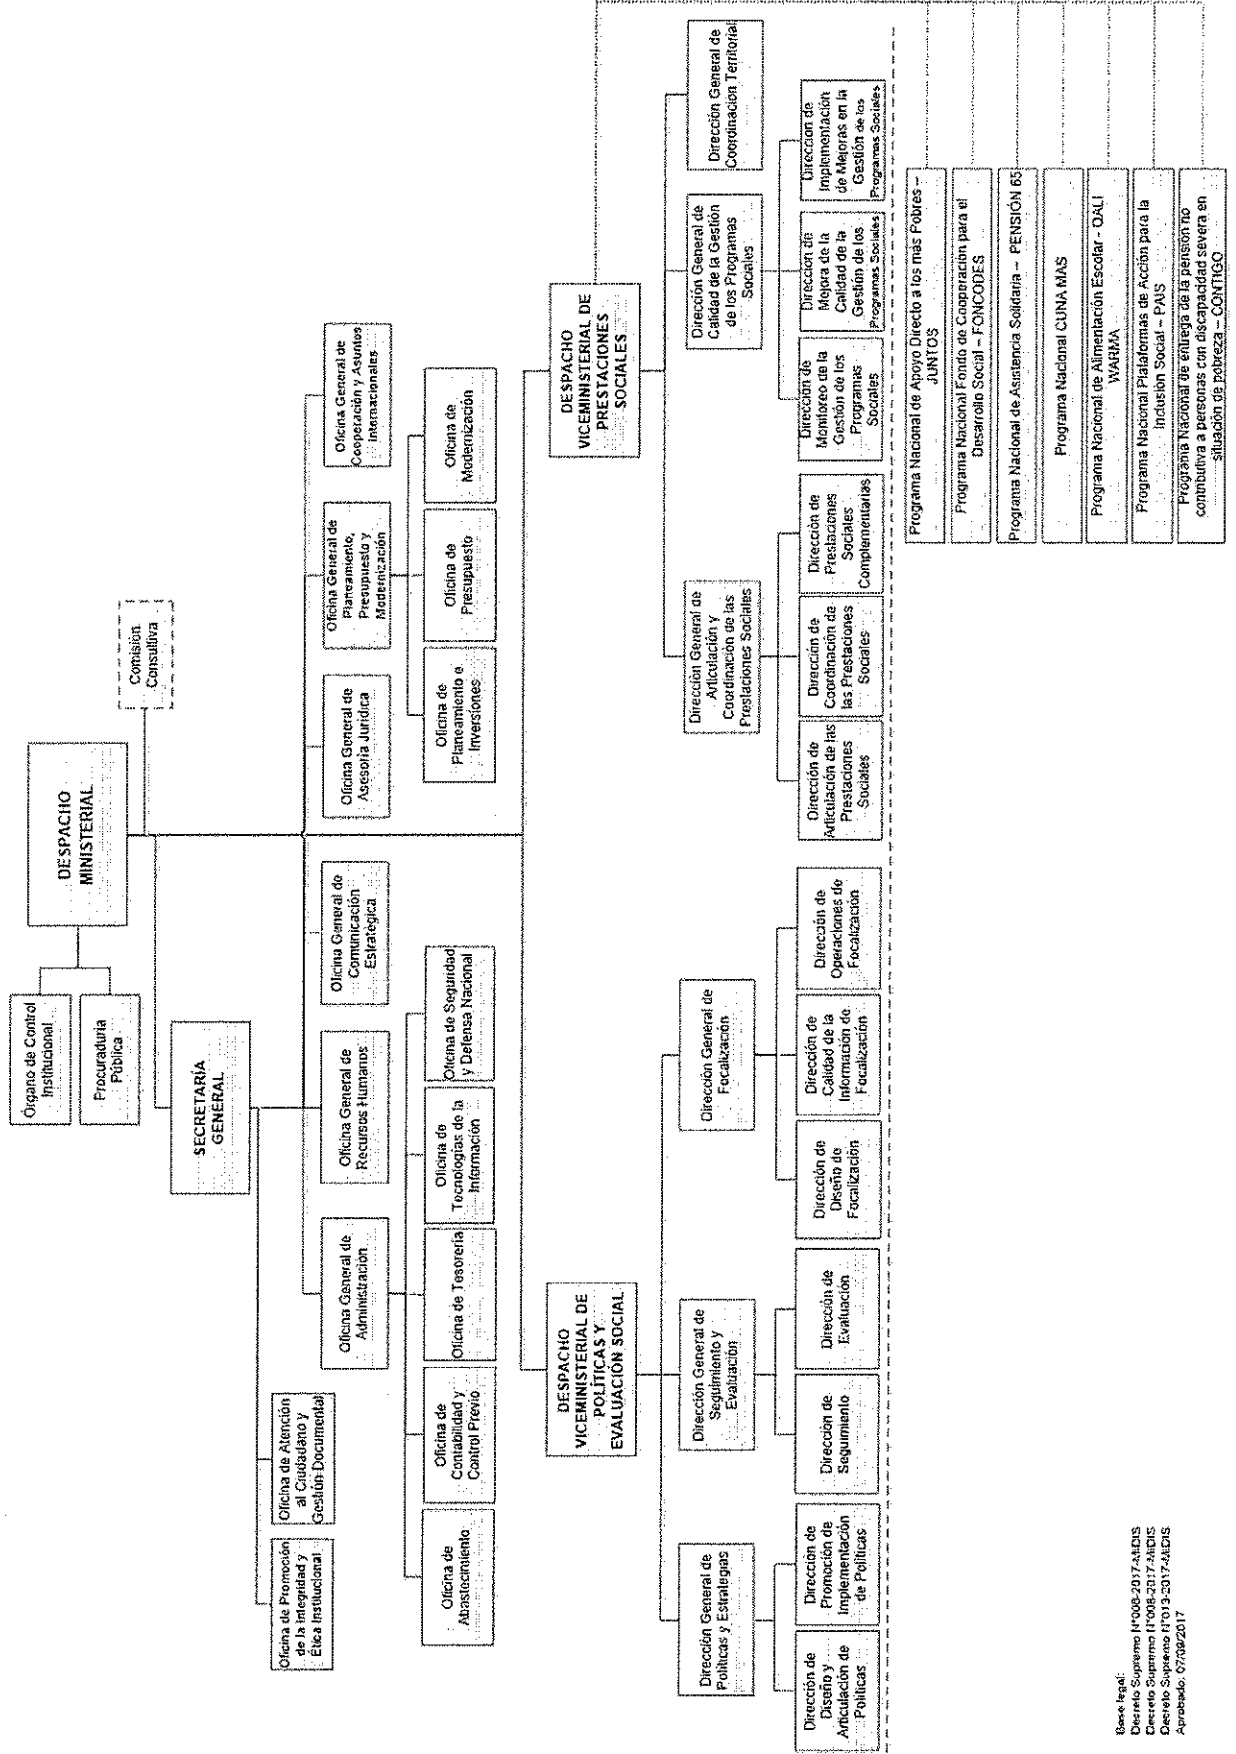 Órgano de Control
Institucional
Procuraduria
Pública
DESPACHO
MINISTERIAL
Comisión
Consultiva
SECRETARÍA
GENERAL
Oficina de Promoción
de la Integridad y
Ética Institucional
Oficina de Atención
al Ciudadano y
Gestión Documental
Oficina General de
Administración
Oficina General de
Recursos Humanos
Oficina General de
Comunicación
Estratégica
Oficina General de
Asesoría Jurídica
Oficina General de
Planeamiento,
Presupuesto y
Modernización
Oficina General de
Cooperación y Asuntos
Internacionales
Oficina de
Abastecimiento
Oficina de
Contabilidad y
Control Previo
Oficina de Tesorería
Oficina de
Tecnologías de la
Información
Oficina de Seguridad
y Defensa Nacional
Oficina de
Planeamiento e
Inversiones
Oficina de
Presupuesto
Oficina de
Modernización
DESPACHO
VICEMINISTERIAL DE
POLÍTICAS Y
EVALUACIÓN SOCIAL
DESPACHO
VICEMINISTERIAL DE
PRESTACIONES
SOCIALES
Dirección General de
Políticas y Estrategias
Dirección General de
Seguimiento y
Evaluación
Dirección General de
Focalización
Dirección General de
Articulación y
Coordinación de las
Prestaciones Sociales
Dirección General de
Calidad de la Gestión
de los Programas
Sociales
Dirección General de
Coordinación Territorial
Dirección de
Diseño y
Articulación de
Políticas
Dirección de
Promoción de
Implementación
de Políticas
Dirección de
Seguimiento
Dirección de
Evaluación
Dirección de
Diseño de
Focalización
Dirección de
Calidad de la
Información de
Focalización
Dirección de
Operaciones de
Focalización
Dirección de
Articulación de las
Prestaciones
Sociales
Dirección de
Coordinación de
las Prestaciones
Sociales
Dirección de
Prestaciones
Sociales
Complementarias
Dirección de
Monitoreo de la
Gestión de los
Programas
Sociales
Dirección de
Mejora de la
Calidad de la
Gestión de los
Programas Sociales
Dirección de
Implementación
de Mejoras en la
Gestión de los
Programas Sociales
Programa Nacional de Apoyo Directo a los más Pobres –
JUNTOS
Programa Nacional Fondo de Cooperación para el
Desarrollo Social – FONCODES
Programa Nacional de Asistencia Solidaria – PENSIÓN 65
Programa Nacional CUNA MAS
Programa Nacional de Alimentación Escolar - QALI
WARMA
Programa Nacional Plataformas de Acción para la
Inclusión Social – PAIS
Programa Nacional de entrega de la pensión no
contributiva a personas con discapacidad severa en
situación de pobreza – CONTIGO
Base legal:
Decreto Supremo N°006-2017-MIDIS
Decreto Supremo N°008-2017-MIDIS
Decreto Supremo N°013-2017-MIDIS
Aprobado: 07/09/2017